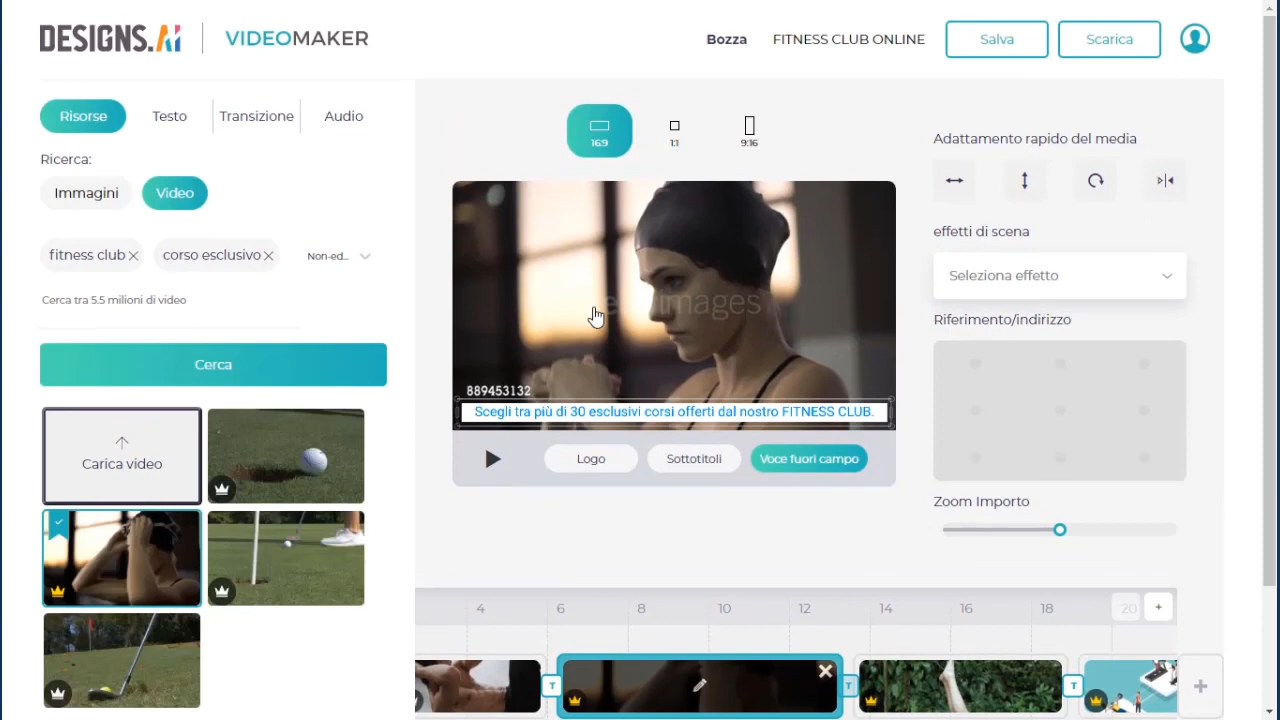 DESIGNS.AI VIDEOMAKER
Bozza FITNESS CLUB ONLINE Salva Scarica
Risorse Testo Transizione Audio
Ricerca:
Immagini Video
fitness club corso esclusivo Non-ed...
Cerca tra 5.5 milioni di video
Cerca
Carica video
16:9 1:1 9:16
images
889453132
Scegli tra più di 30 esclusivi corsi offerti dal nostro FITNESS CLUB.
Logo Sottotitoli Voce fuori campo
Adattamento rapido del media
effetti di scena
Seleziona effetto
Riferimento/indirizzo
Zoom Importo
4 6 8 10 12 14 16 18 20 +
T T T